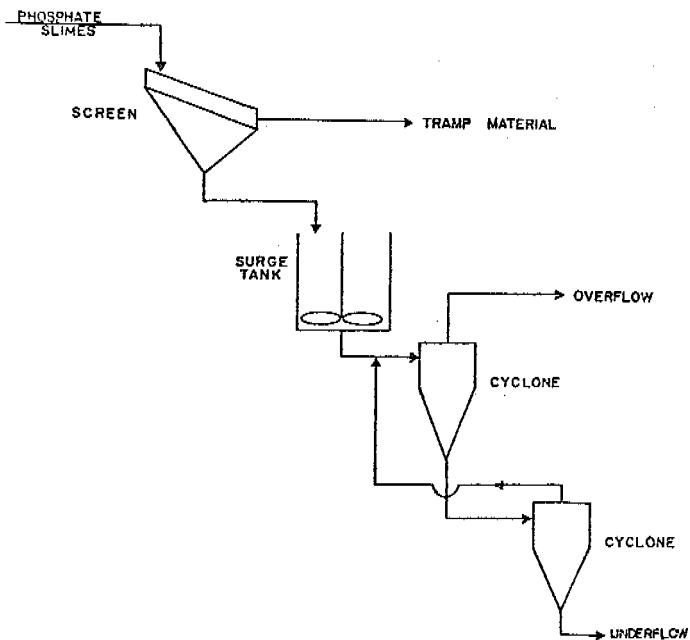 PHOSPHATE
SLIMES
SCREEN
TRAMP MATERIAL
SURGE
TANK
OVERFLOW
CYCLONE
CYCLONE
UNDERFLOW